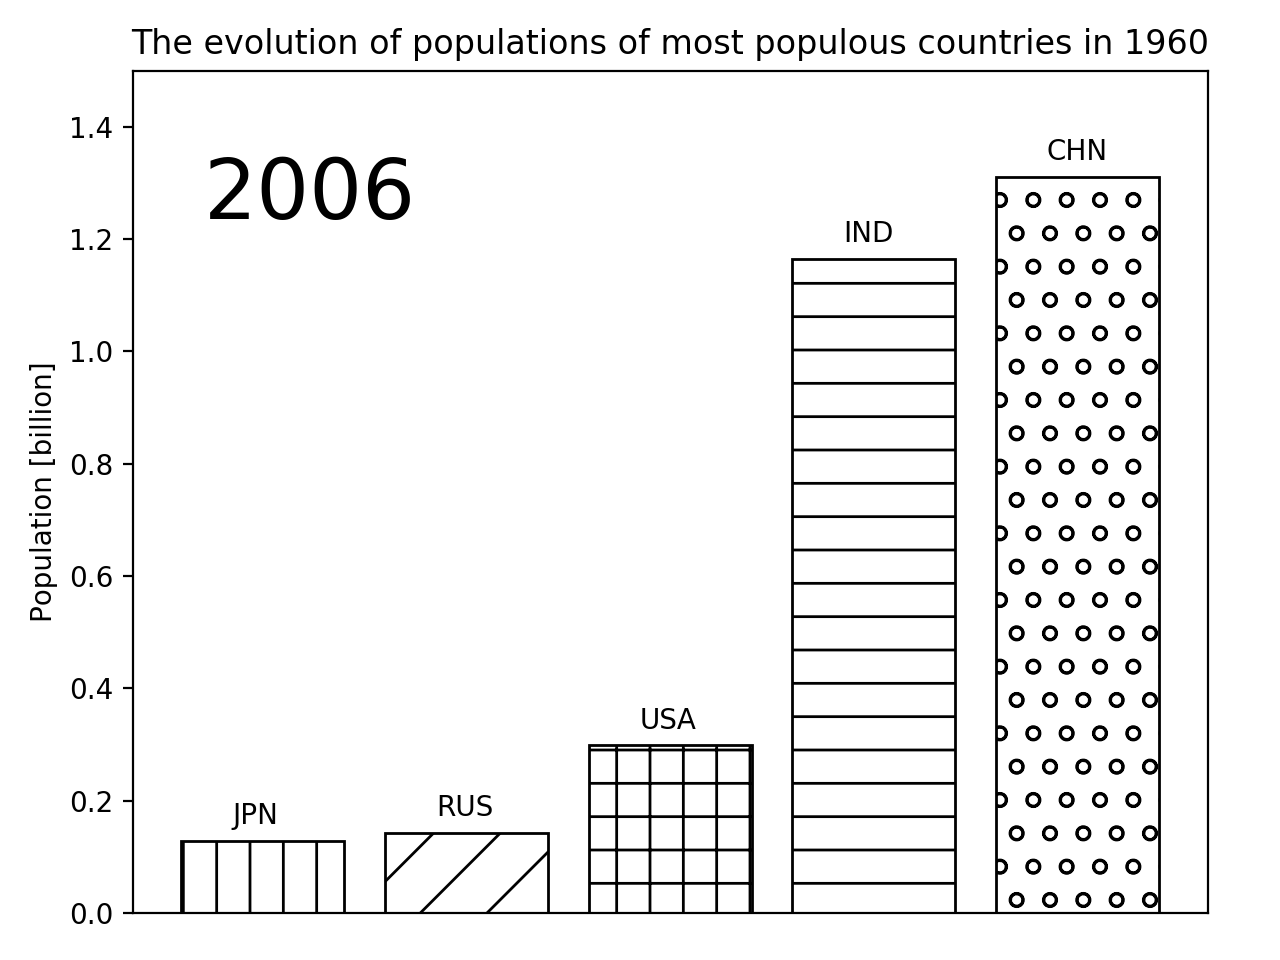 The evolution of populations of most populous countries in 1960
2006
Population [billion]
1.4
1.2
1.0
0.8
0.6
0.4
0.2
0.0
JPN
RUS
USA
IND
CHN